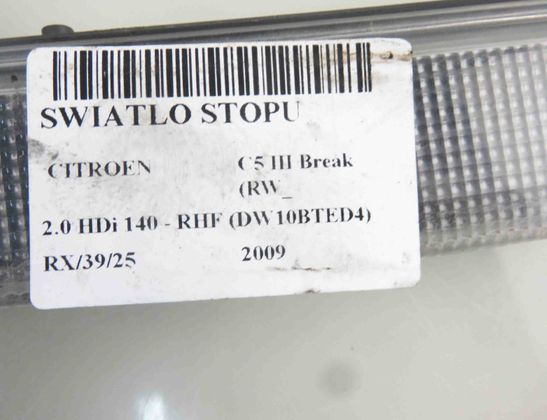 SWIATLO STOPU
CITROEN C5 III Break
(RW_
2.0 HDi 140 - RHF (DW10BTED4)
RX/39/25 2009